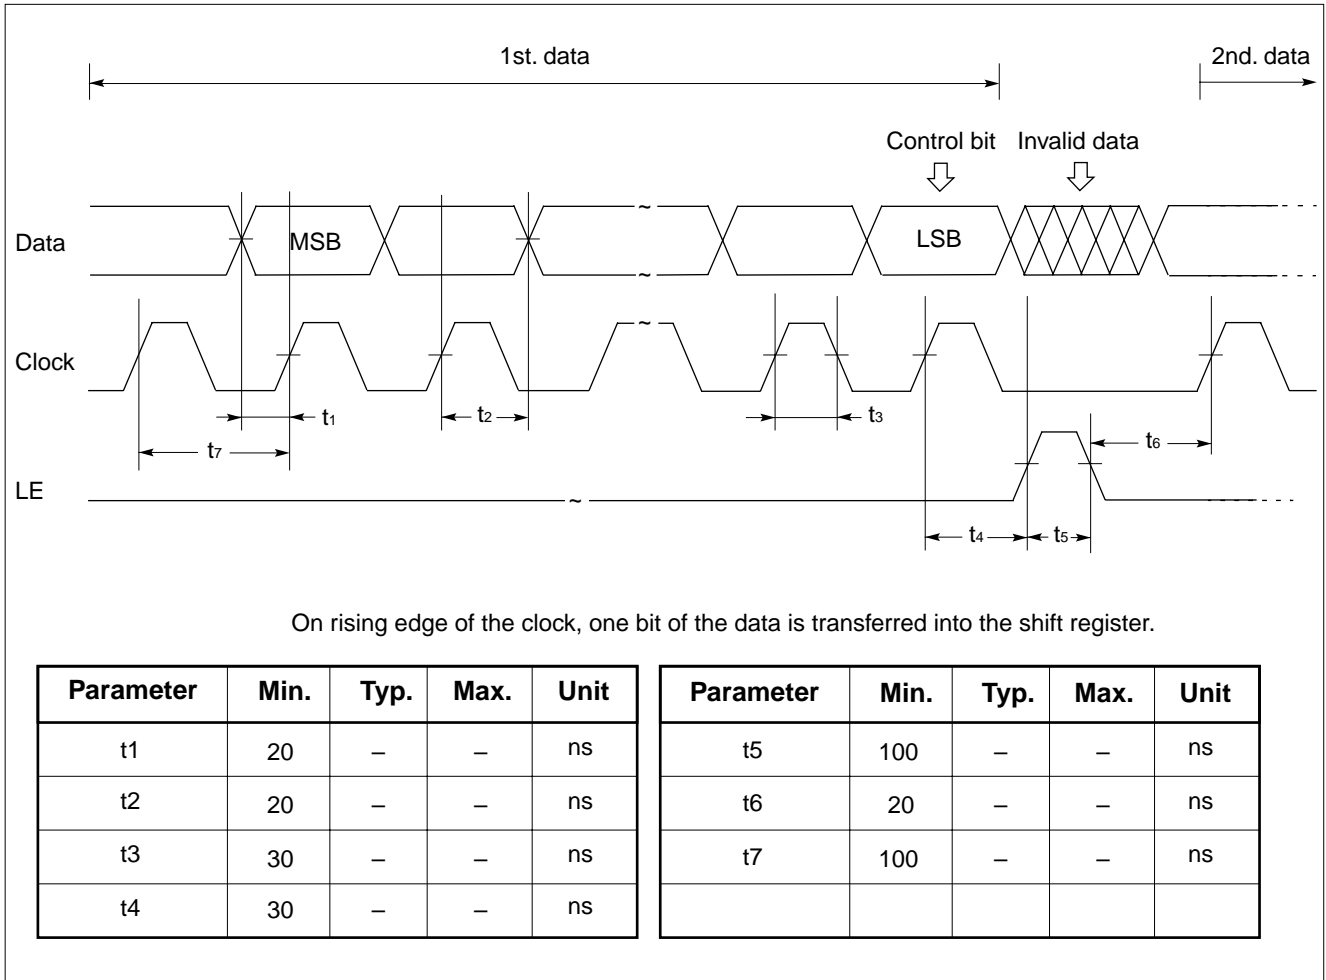 1st. data
2nd. data
Control bit
Invalid data
Data
MSB
~
LSB
~
Clock
~
t1
t2
t3
t7
t6
LE
~
t4
t5
On rising edge of the clock, one bit of the data is transferred into the shift register.
Parameter Min. Typ. Max. Unit
t1 20 – – ns
t2 20 – – ns
t3 30 – – ns
t4 30 – – ns
Parameter Min. Typ. Max. Unit
t5 100 – – ns
t6 20 – – ns
t7 100 – – ns